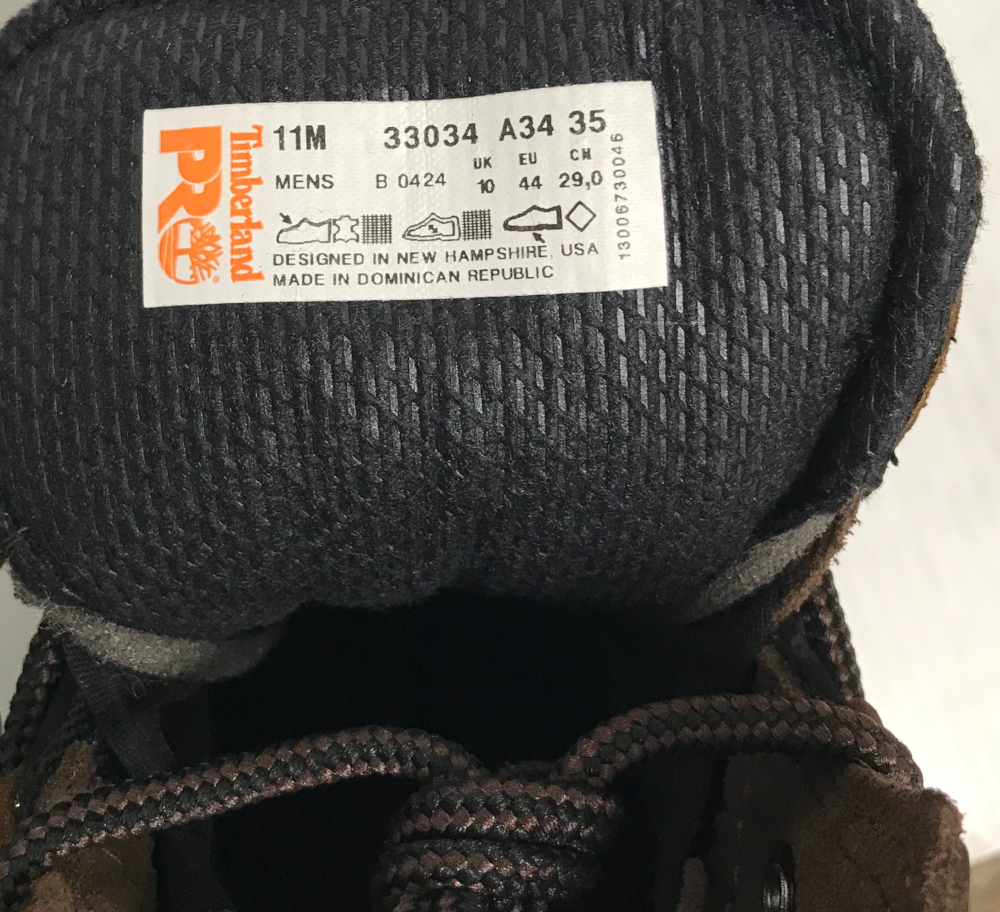 Timberland
PRO
®
11M 33034 A34 35
UK EU CM
MENS B 0424 10 44 29,0
DESIGNED IN NEW HAMPSHIRE, USA
MADE IN DOMINICAN REPUBLIC
13006730046